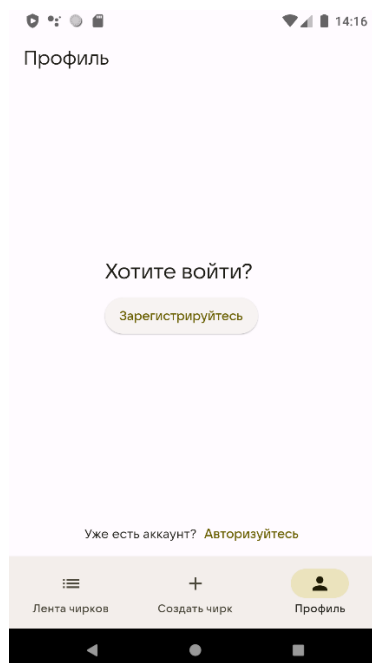 14:16
Профиль
Хотите войти?
Зарегистрируйтесь
Уже есть аккаунт? Авторизуйтесь
Лента чирков Создать чирк Профиль